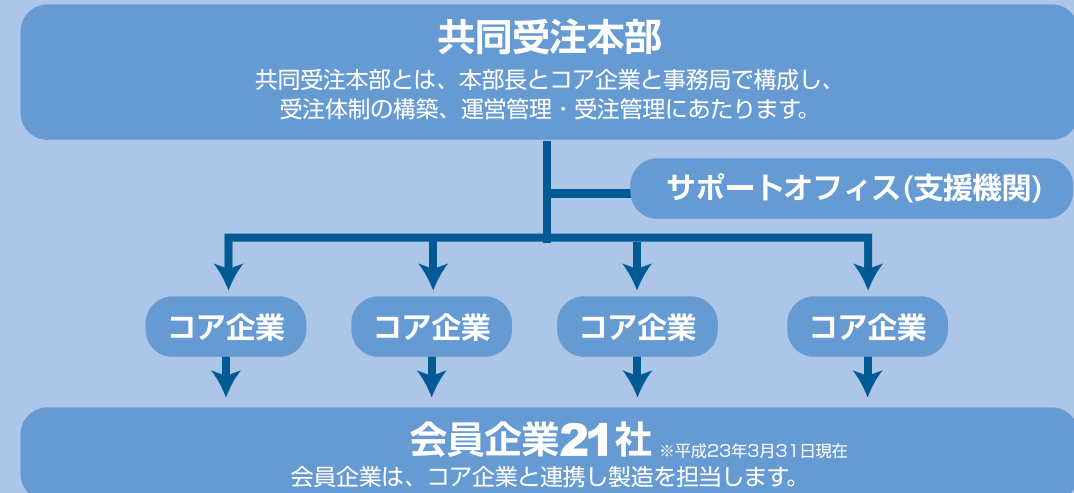 共同受注本部
共同受注本部とは、本部長とコア企業と事務局で構成し、
受注体制の構築、運営管理・受注管理にあたります。
サポートオフィス(支援機関)
コア企業
コア企業
コア企業
コア企業
会員企業21社 ※平成23年3月31日現在
会員企業は、コア企業と連携し製造を担当します。